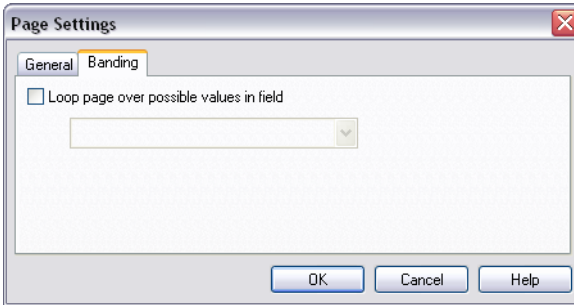 Page Settings
General Banding
Loop page over possible values in field
OK Cancel Help